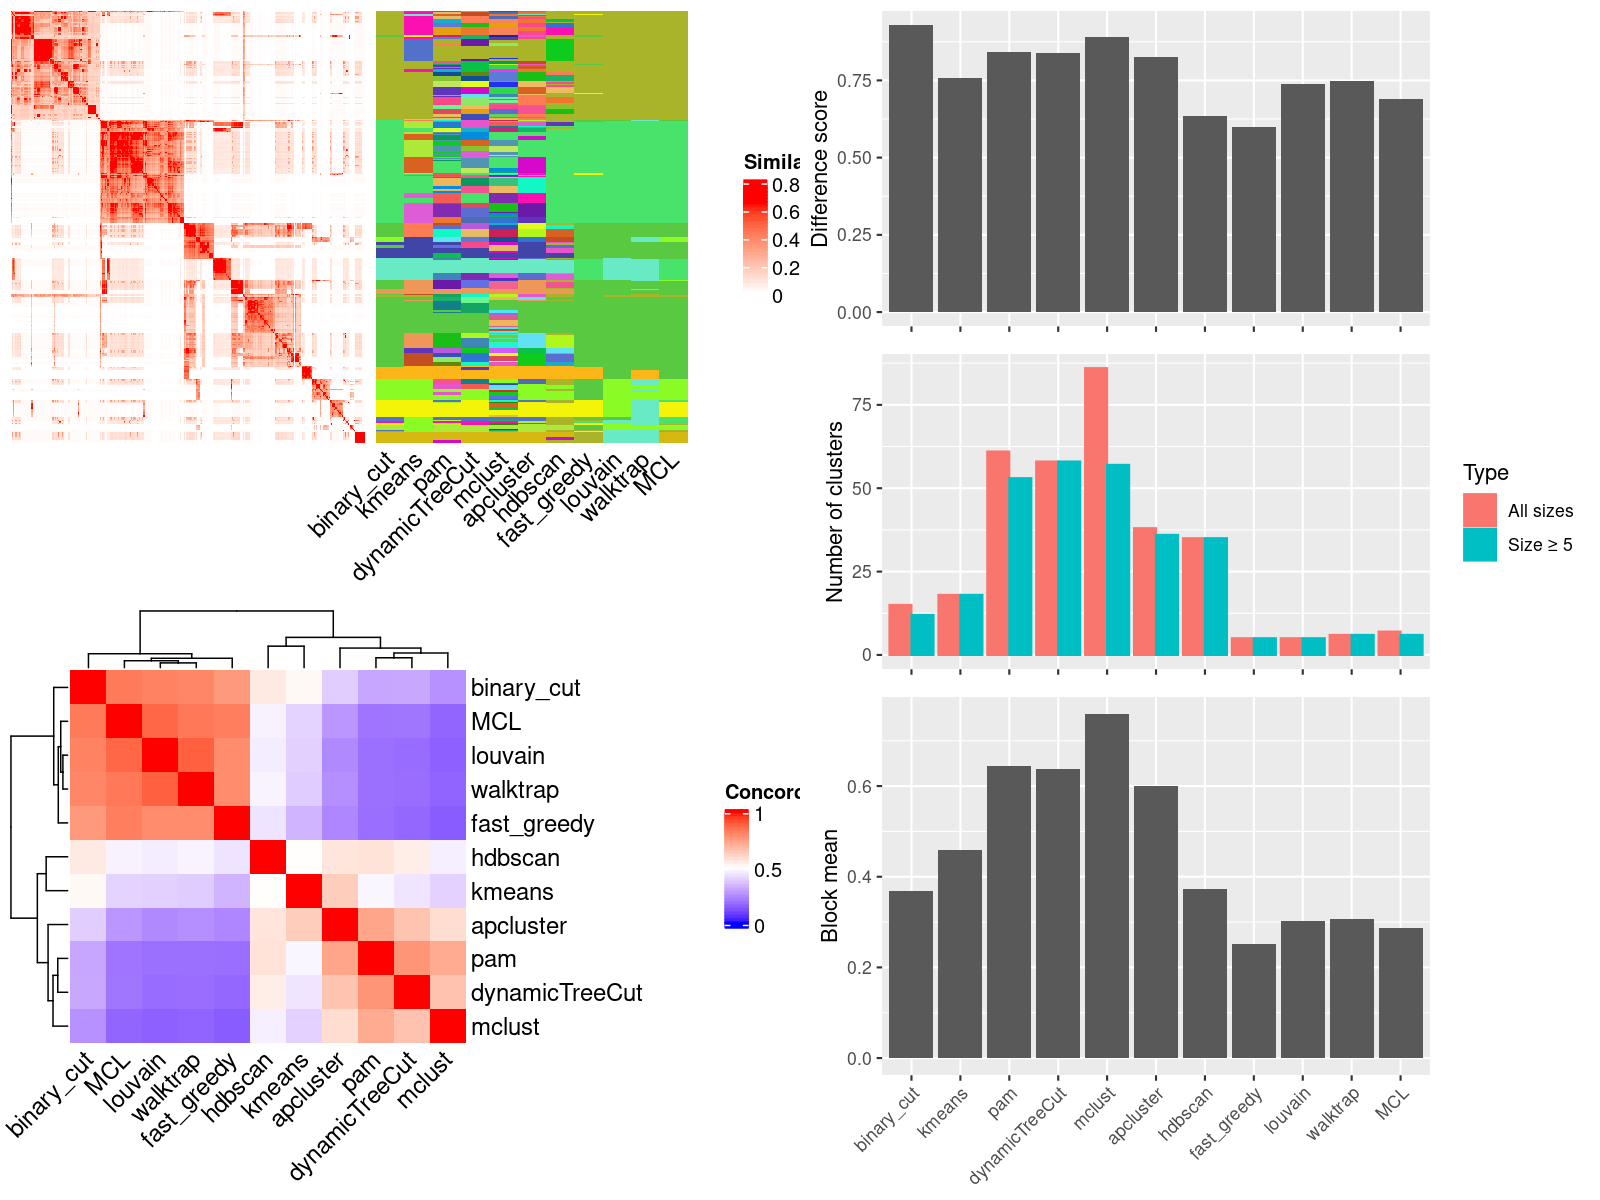 Simila
0.8
0.6
0.4
0.2
0
binary_cut
kmeans
pam
dynamicTreeCut
mclust
apcluster
hdbscan
fast_greedy
louvain
walktrap
MCL
binary_cut
MCL
louvain
walktrap
fast_greedy
hdbscan
kmeans
apcluster
pam
dynamicTreeCut
mclust
binary_cut
MCL
louvain
walktrap
fast_greedy
hdbscan
kmeans
apcluster
pam
dynamicTreeCut
mclust
Concord
1
0.5
0
Difference score
0.75
0.50
0.25
0.00
Number of clusters
75
50
25
0
Type
All sizes
Size ≥ 5
Block mean
0.6
0.4
0.2
0.0
binary_cut
kmeans
pam
dynamicTreeCut
mclust
apcluster
hdbscan
fast_greedy
louvain
walktrap
MCL